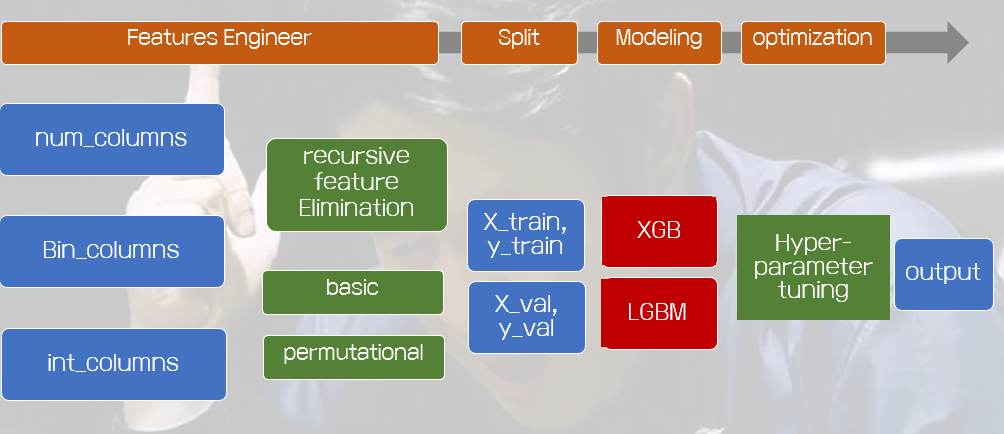 Features Engineer
Split
Modeling
optimization
num_columns
Bin_columns
int_columns
recursive
feature
Elimination
basic
permutational
X_train,
y_train
X_val,
y_val
XGB
LGBM
Hyper-
parameter
tuning
output